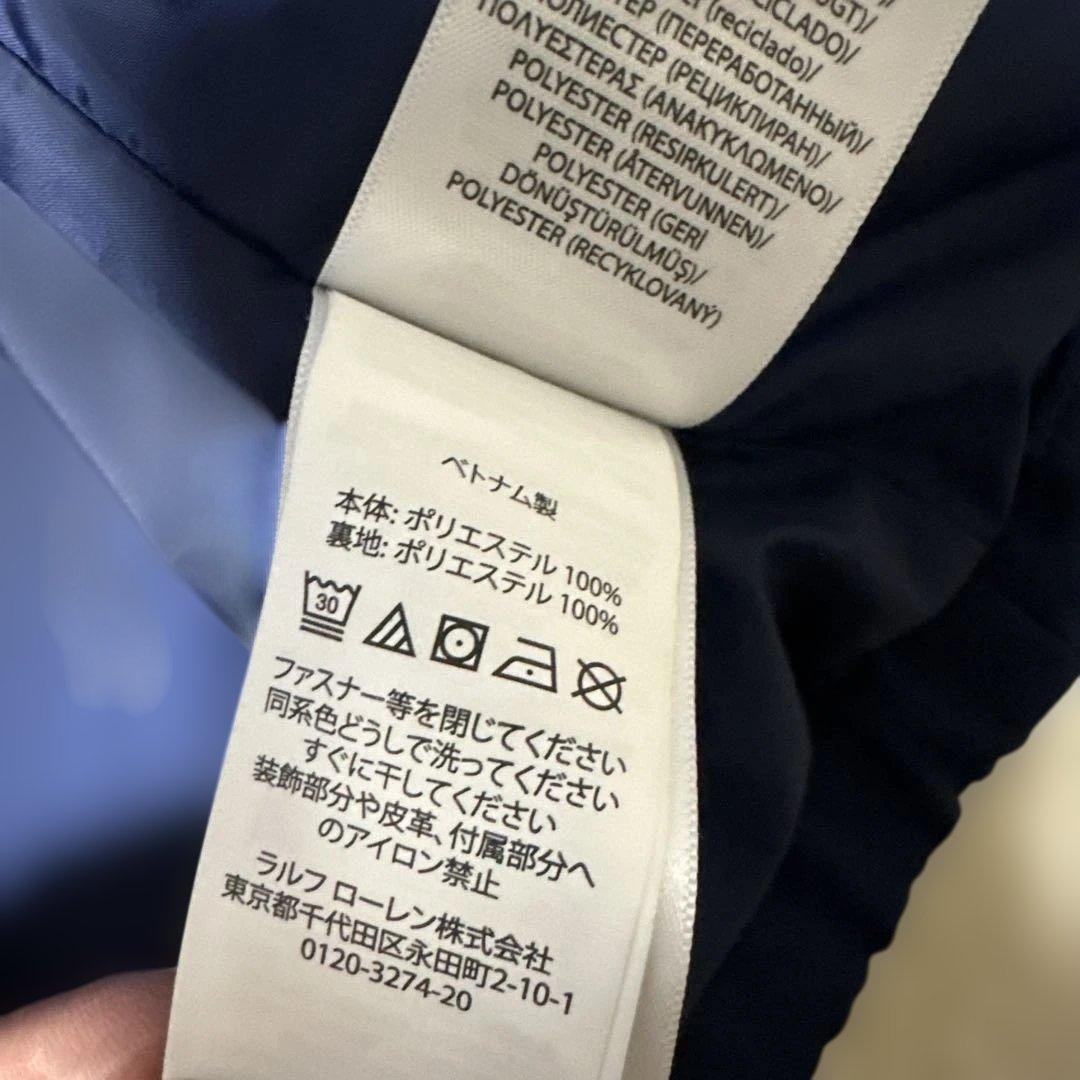 (reciclado)/
(ПЕРЕРАБОТАННЫЙ)/
ПОЛИЕСТЕР (РЕЦИКЛИРАН)/
ΠΟΛΥΕΣΤΕΡΑΣ (ΑΝΑΚΥΚΛΩΜΕΝΟ)/
POLYESTER (RESIRKULERT)/
POLYESTER (ÅTERVUNNEN)/
POLYESTER (GERİ
DÖNÜŞTÜRÜLMÜŞ)/
POLYESTER (RECYKLOVANÝ)
ベトナム製
本体: ポリエステル 100%
裏地: ポリエステル 100%
30
ファスナー等を閉じてください
同系色どうしで洗ってください
すぐに干してください
装飾部分や皮革、付属部分へ
のアイロン禁止
ラルフ ローレン株式会社
東京都千代田区永田町2-10-1
0120-3274-20